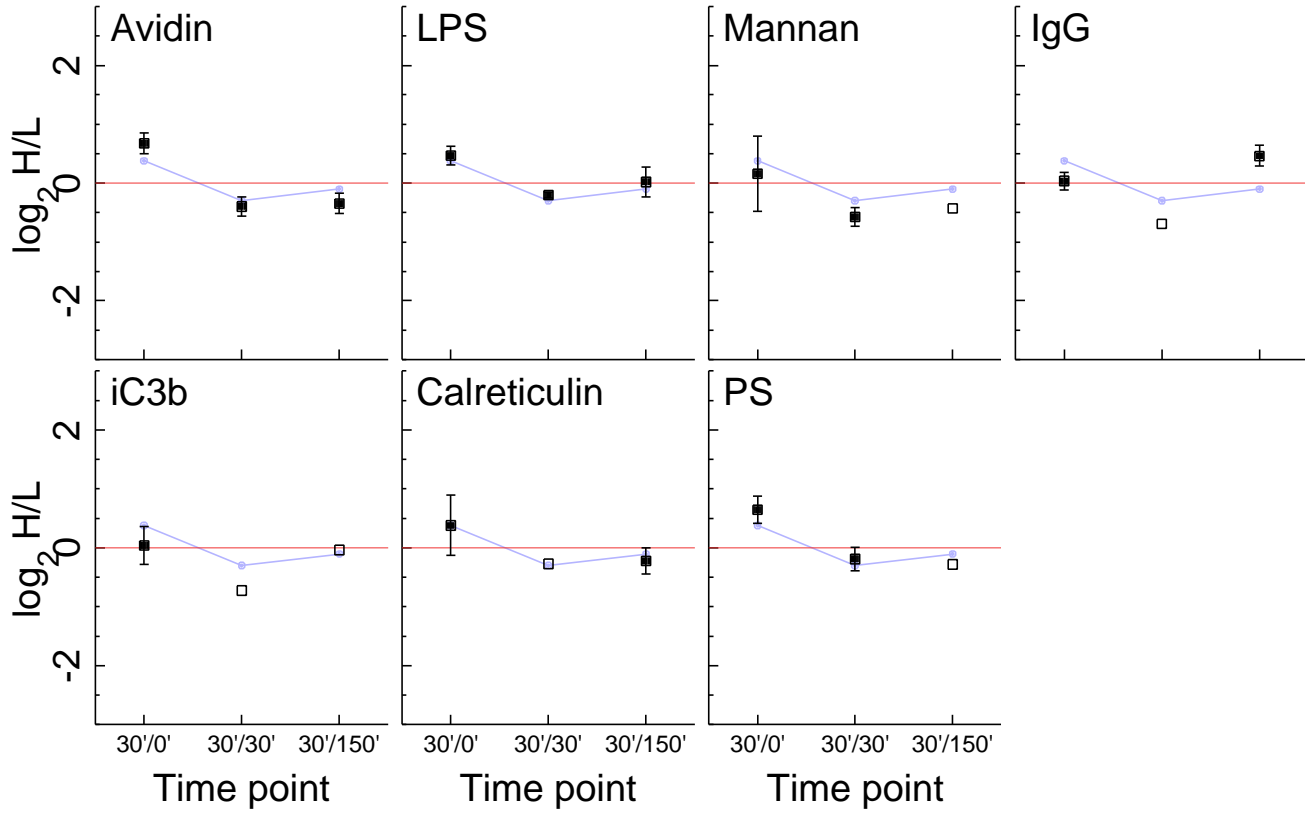 Avidin
LPS
Mannan
IgG
2
0
-2
log2 H/L
iC3b
Calreticulin
PS
2
0
-2
log2 H/L
30'/0' 30'/30' 30'/150'
30'/0' 30'/30' 30'/150'
30'/0' 30'/30' 30'/150'
Time point
Time point
Time point